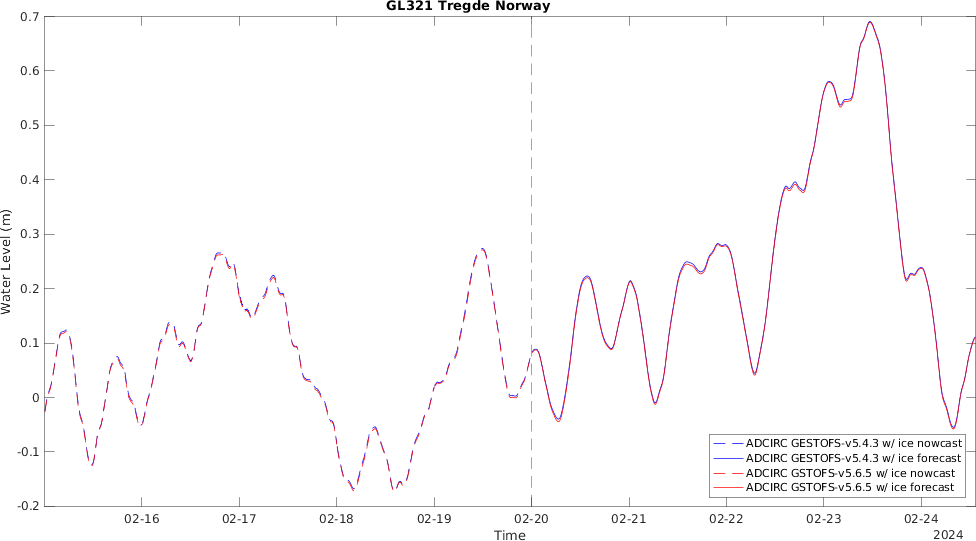 GL321 Tregde Norway
Water Level (m)
0.7
0.6
0.5
0.4
0.3
0.2
0.1
0
-0.1
-0.2
02-16
02-17
02-18
02-19
02-20
02-21
02-22
02-23
02-24
Time
2024
ADCIRC GESTOFS-v5.4.3 w/ ice nowcast
ADCIRC GESTOFS-v5.4.3 w/ ice forecast
ADCIRC GSTOFS-v5.6.5 w/ ice nowcast
ADCIRC GSTOFS-v5.6.5 w/ ice forecast